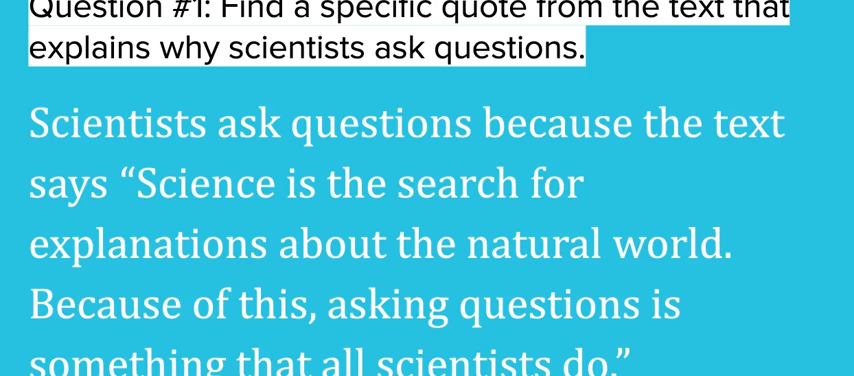 Question #1: Find a specific quote from the text that
explains why scientists ask questions.
Scientists ask questions because the text
says “Science is the search for
explanations about the natural world.
Because of this, asking questions is
something that all scientists do.”